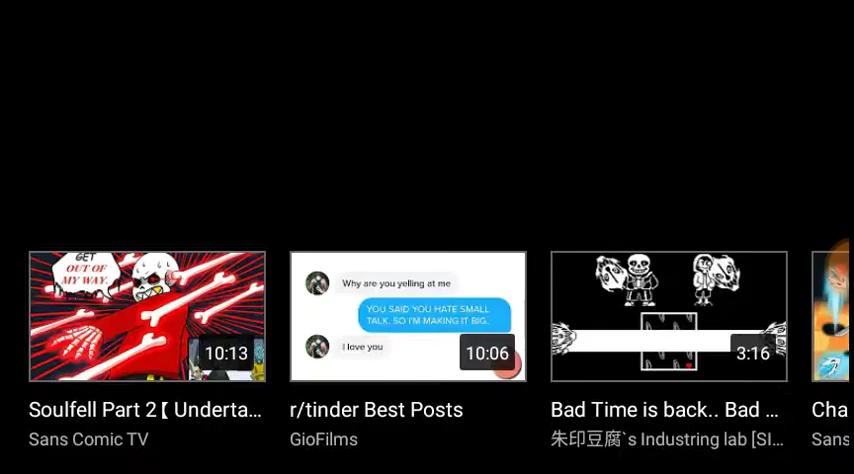 GET
OUT OF
MY WAY.
10:13
Soulfell Part 2【 Underta...
Sans Comic TV
Why are you yelling at me
YOU SAID YOU HATE SMALL
TALK. SO I'M MAKING IT BIG.
I love you
10:06
r/tinder Best Posts
GioFilms
3:16
Bad Time is back.. Bad ...
朱印豆腐`s Industring lab [SI...
Cha
Sans